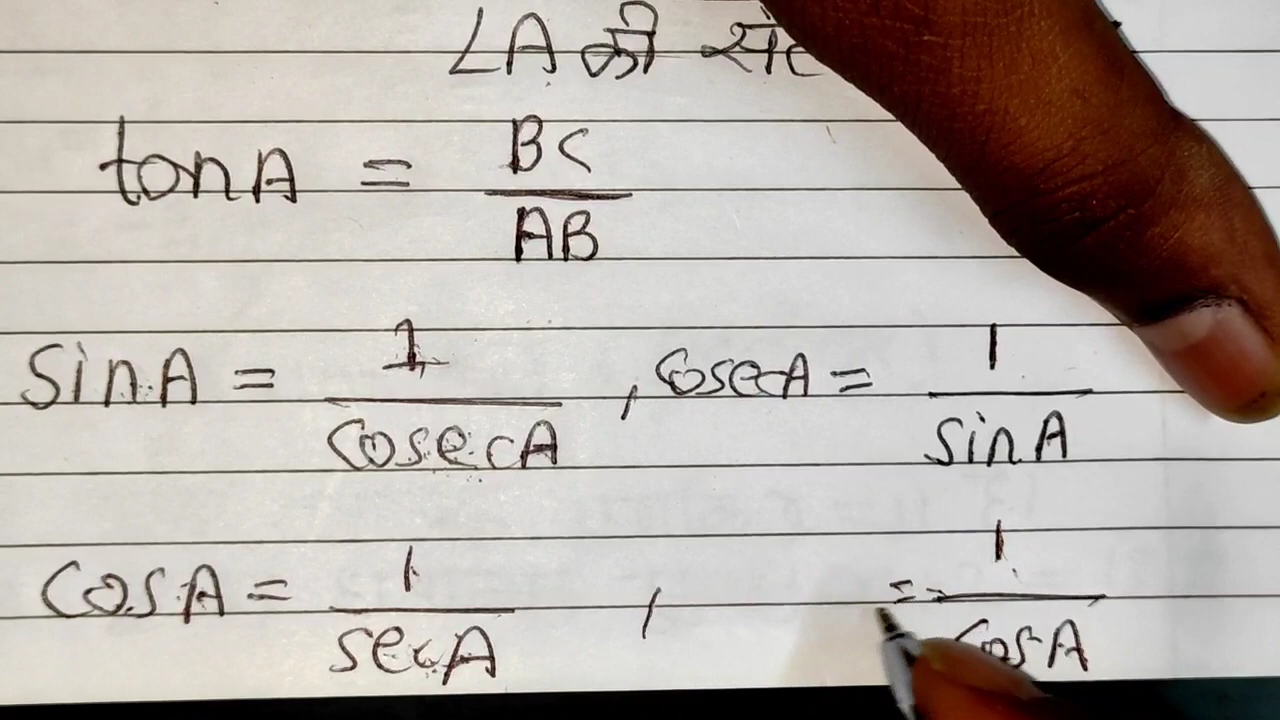 ∠A की
tanA = BC/AB
sinA = 1/cosecA , cosecA = 1/sinA
cosA = 1/secA , = 1/cosA